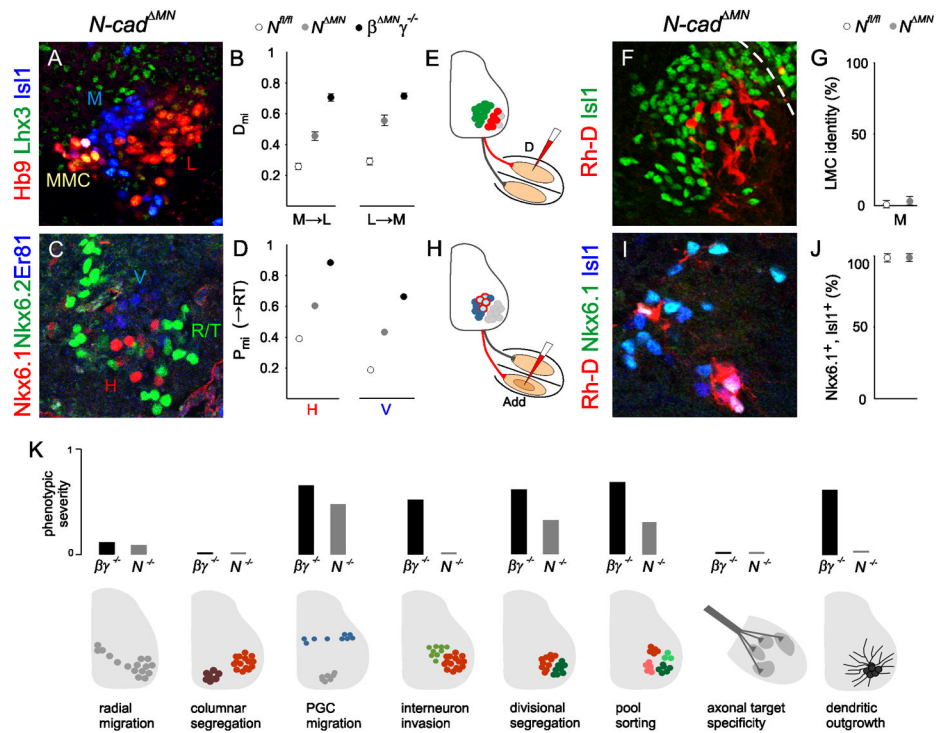 N-cad^ΔMN
○ N^fl/fl ● N^ΔMN ● β^ΔMN γ^-/-
N-cad^ΔMN
○ N^fl/fl ● N^ΔMN
A
Hb9 Lhx3 Isl1
M
MMC
L
B
D_mi
1
0.8
0.6
0.4
0.2
M→L
L→M
E
D
F
Rh-D Isl1
G
LMC identity (%)
100
50
0
M
C
Nkx6.1 Nkx6.2 Er81
V
R/T
H
D
P_mi (→RT)
1
0.8
0.6
0.4
0.2
H
V
H
Add
I
Rh-D Nkx6.1 Isl1
J
Nkx6.1⁺, Isl1⁺ (%)
100
50
0
K
phenotypic severity
1
0
βγ^-/- N^-/-
βγ^-/- N^-/-
βγ^-/- N^-/-
βγ^-/- N^-/-
βγ^-/- N^-/-
βγ^-/- N^-/-
βγ^-/- N^-/-
βγ^-/- N^-/-
radial migration
columnar segregation
PGC migration
interneuron invasion
divisional segregation
pool sorting
axonal target specificity
dendritic outgrowth